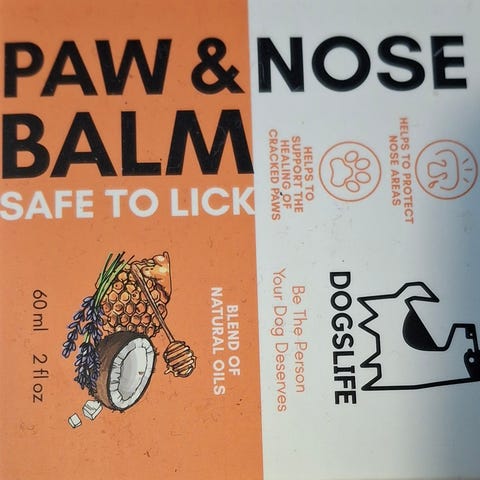 PAW & NOSE
BALM
SAFE TO LICK
HELPS TO PROTECT
NOSE AREAS
HELPS TO
SUPPORT THE
HEALING OF
CRACKED PAWS
DOGSLIFE
Be The Person
Your Dog Deserves
BLEND OF
NATURAL OILS
60 ml 2 fl oz